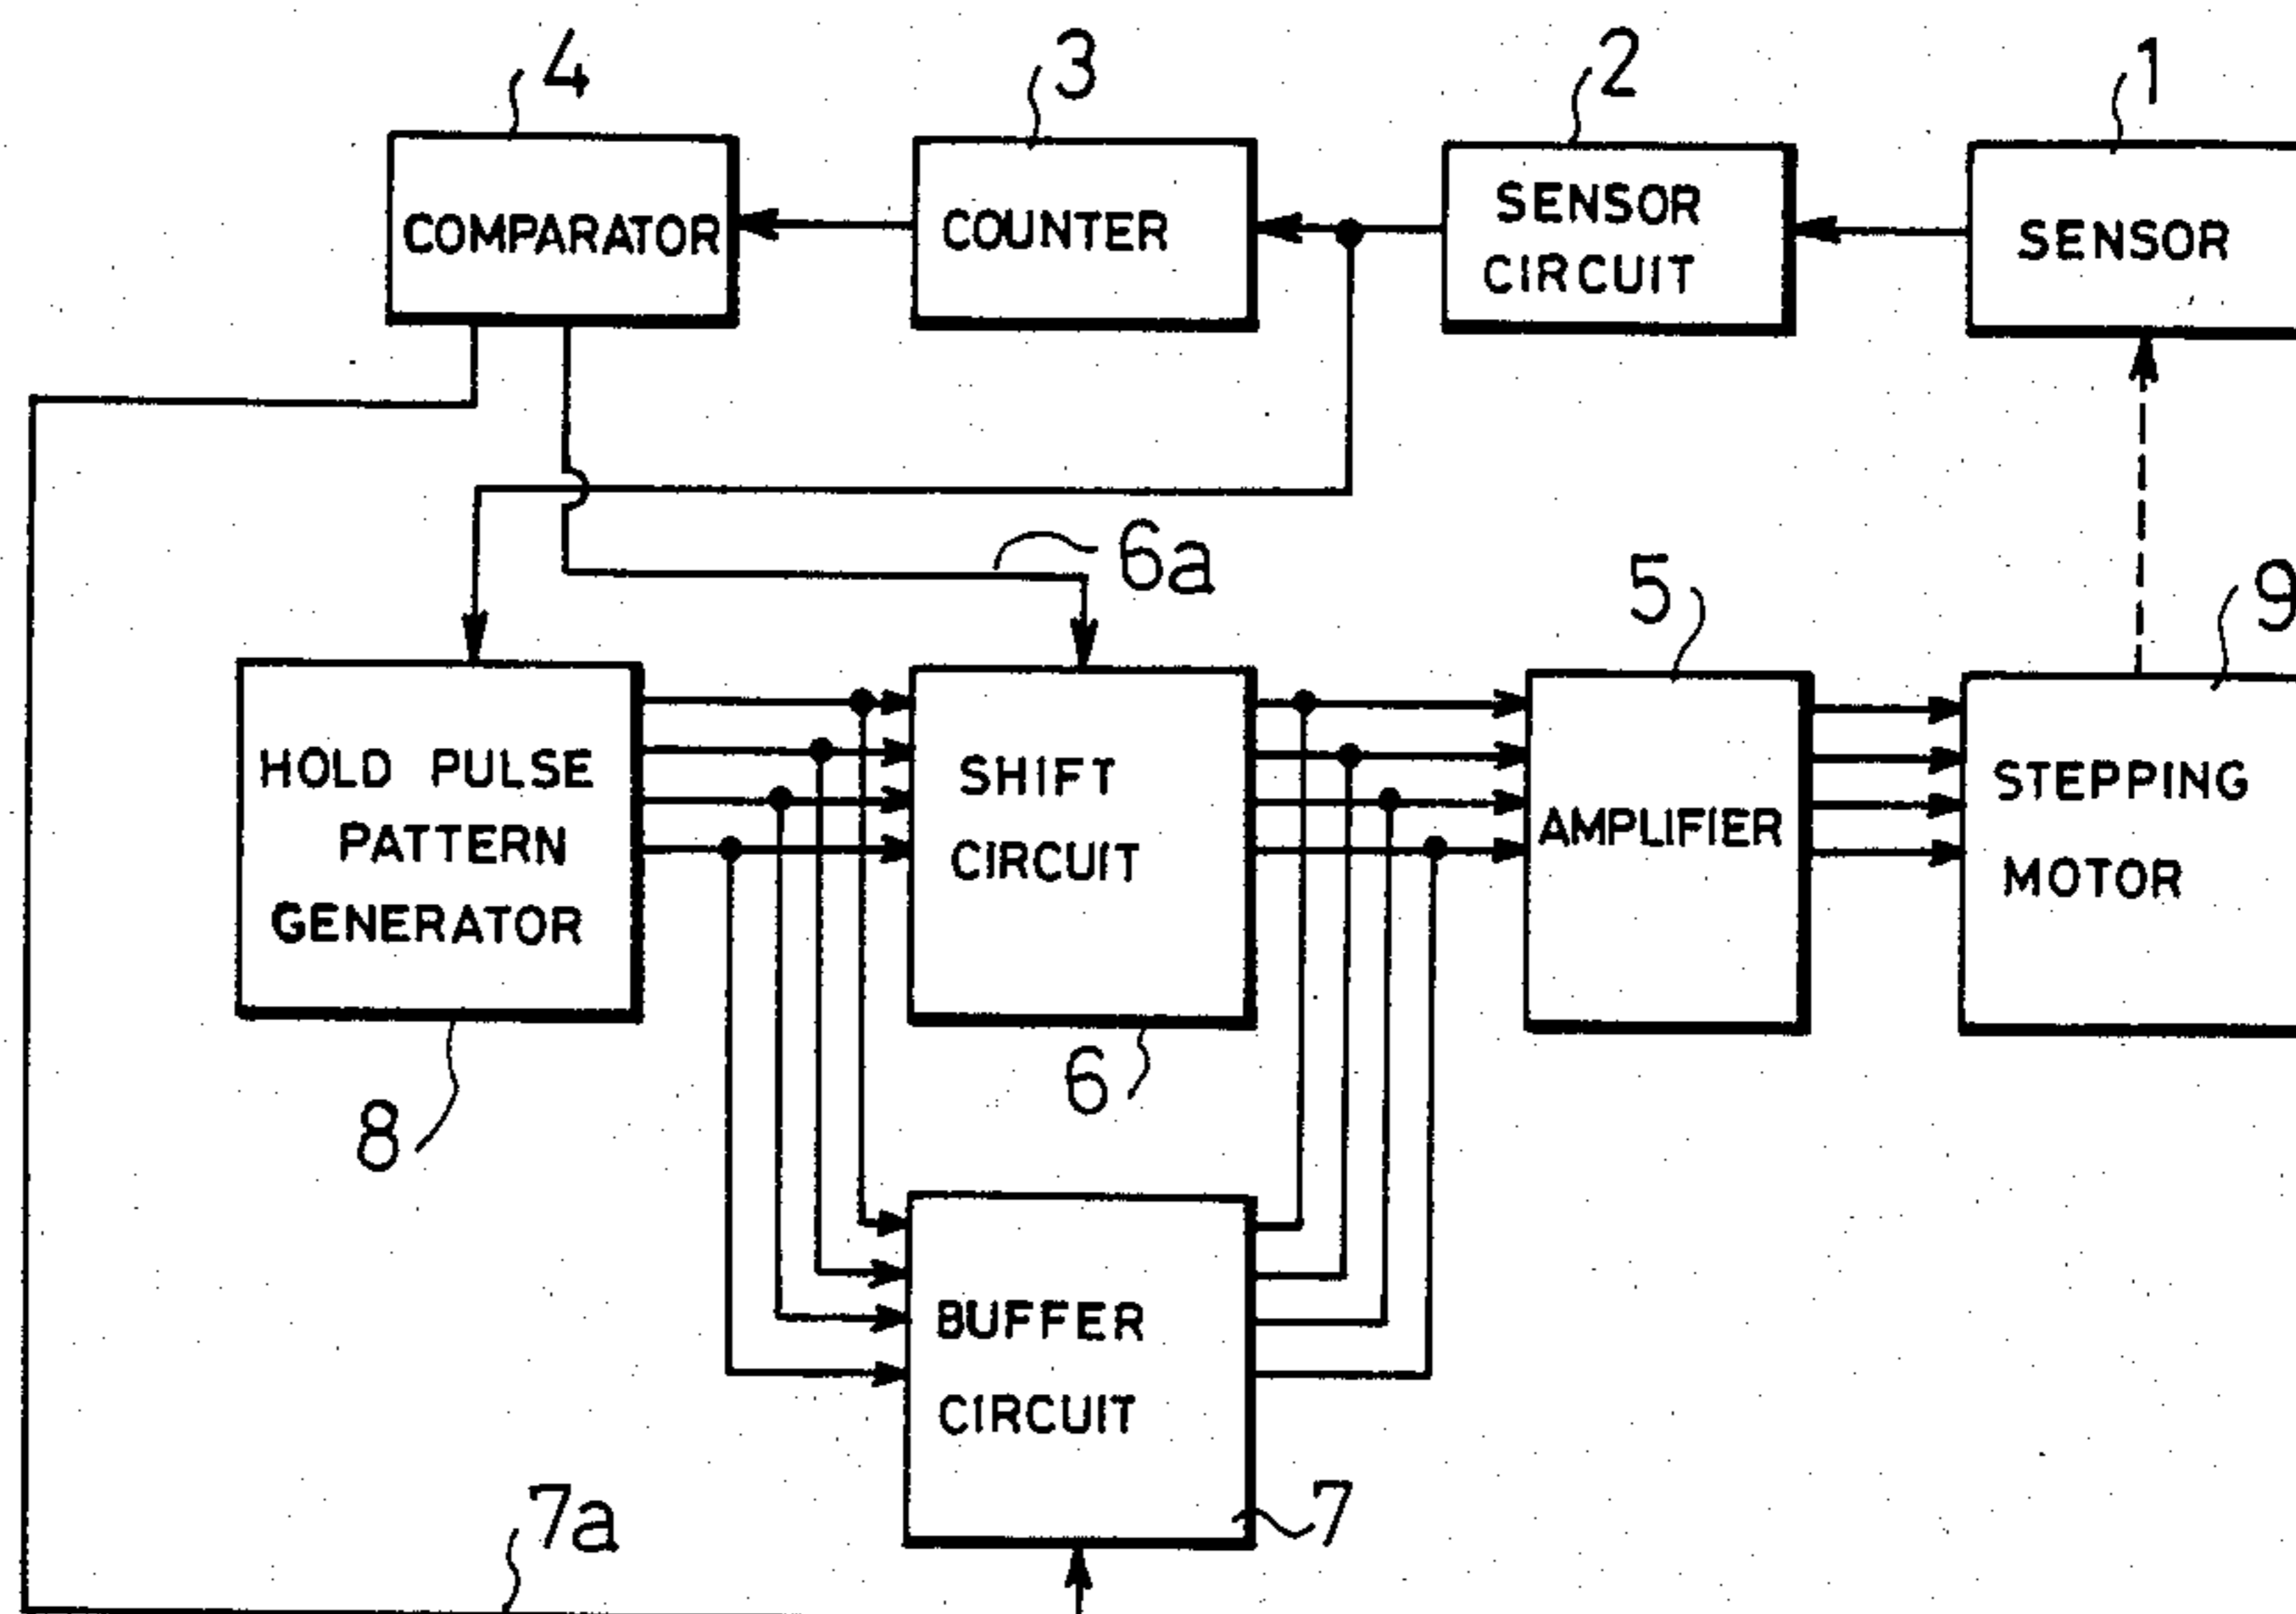 4
3
2
1
COMPARATOR
COUNTER
SENSOR
CIRCUIT
SENSOR
6a
5
9
HOLD PULSE
PATTERN
GENERATOR
SHIFT
CIRCUIT
AMPLIFIER
STEPPING
MOTOR
8
6
BUFFER
CIRCUIT
7
7a